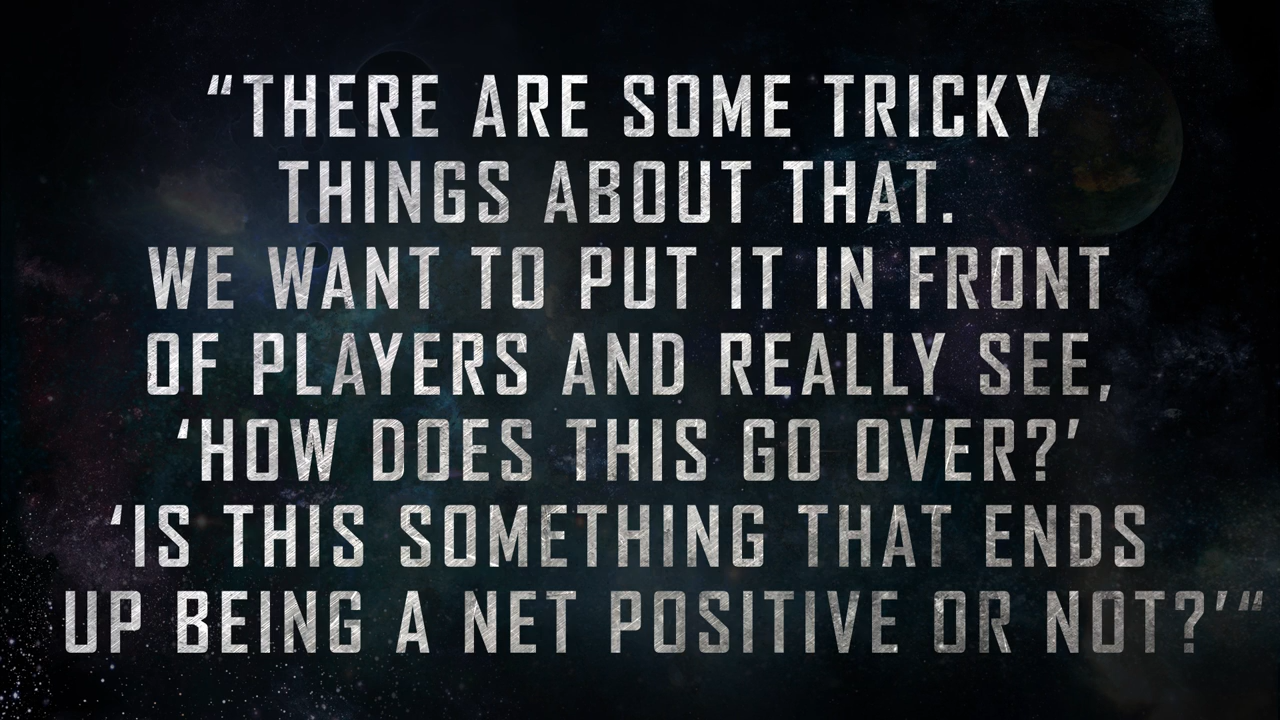 “THERE ARE SOME TRICKY
THINGS ABOUT THAT.
WE WANT TO PUT IT IN FRONT
OF PLAYERS AND REALLY SEE,
‘HOW DOES THIS GO OVER?’
‘IS THIS SOMETHING THAT ENDS
UP BEING A NET POSITIVE OR NOT?’“